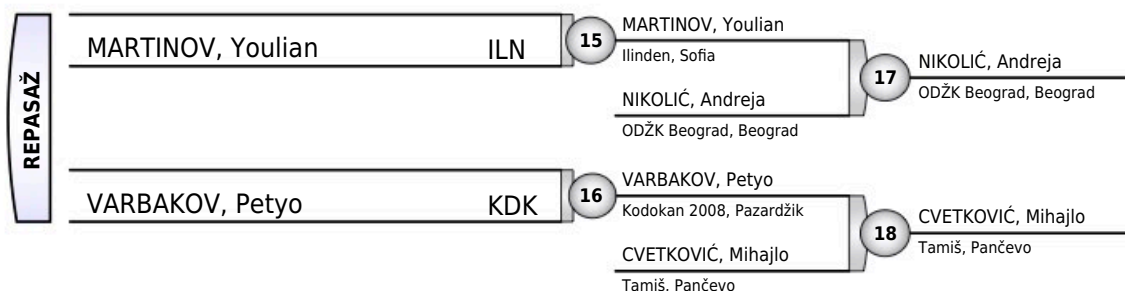 REPASAŽ
MARTINOV, Youlian ILN
15
MARTINOV, Youlian
Ilinden, Sofia
NIKOLIĆ, Andreja
ODŽK Beograd, Beograd
17
NIKOLIĆ, Andreja
ODŽK Beograd, Beograd
VARBAKOV, Petyo KDK
16
VARBAKOV, Petyo
Kodokan 2008, Pazardžik
CVETKOVIĆ, Mihajlo
Tamiš, Pančevo
18
CVETKOVIĆ, Mihajlo
Tamiš, Pančevo